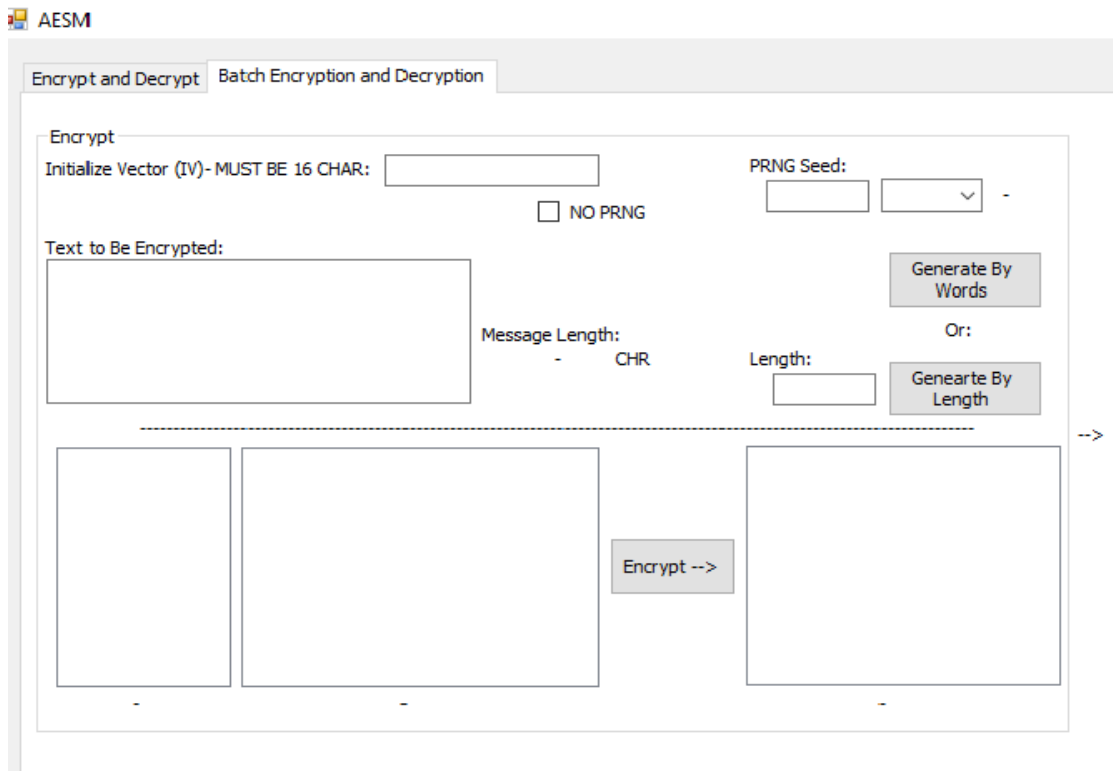 AESM
Encrypt and Decrypt
Batch Encryption and Decryption
Encrypt
Initialize Vector (IV)- MUST BE 16 CHAR:
PRNG Seed:
-
NO PRNG
Text to Be Encrypted:
Generate By
Words
Message Length:
Or:
- CHR
Length:
Genearte By
Length
-->
Encrypt -->
-
-
-